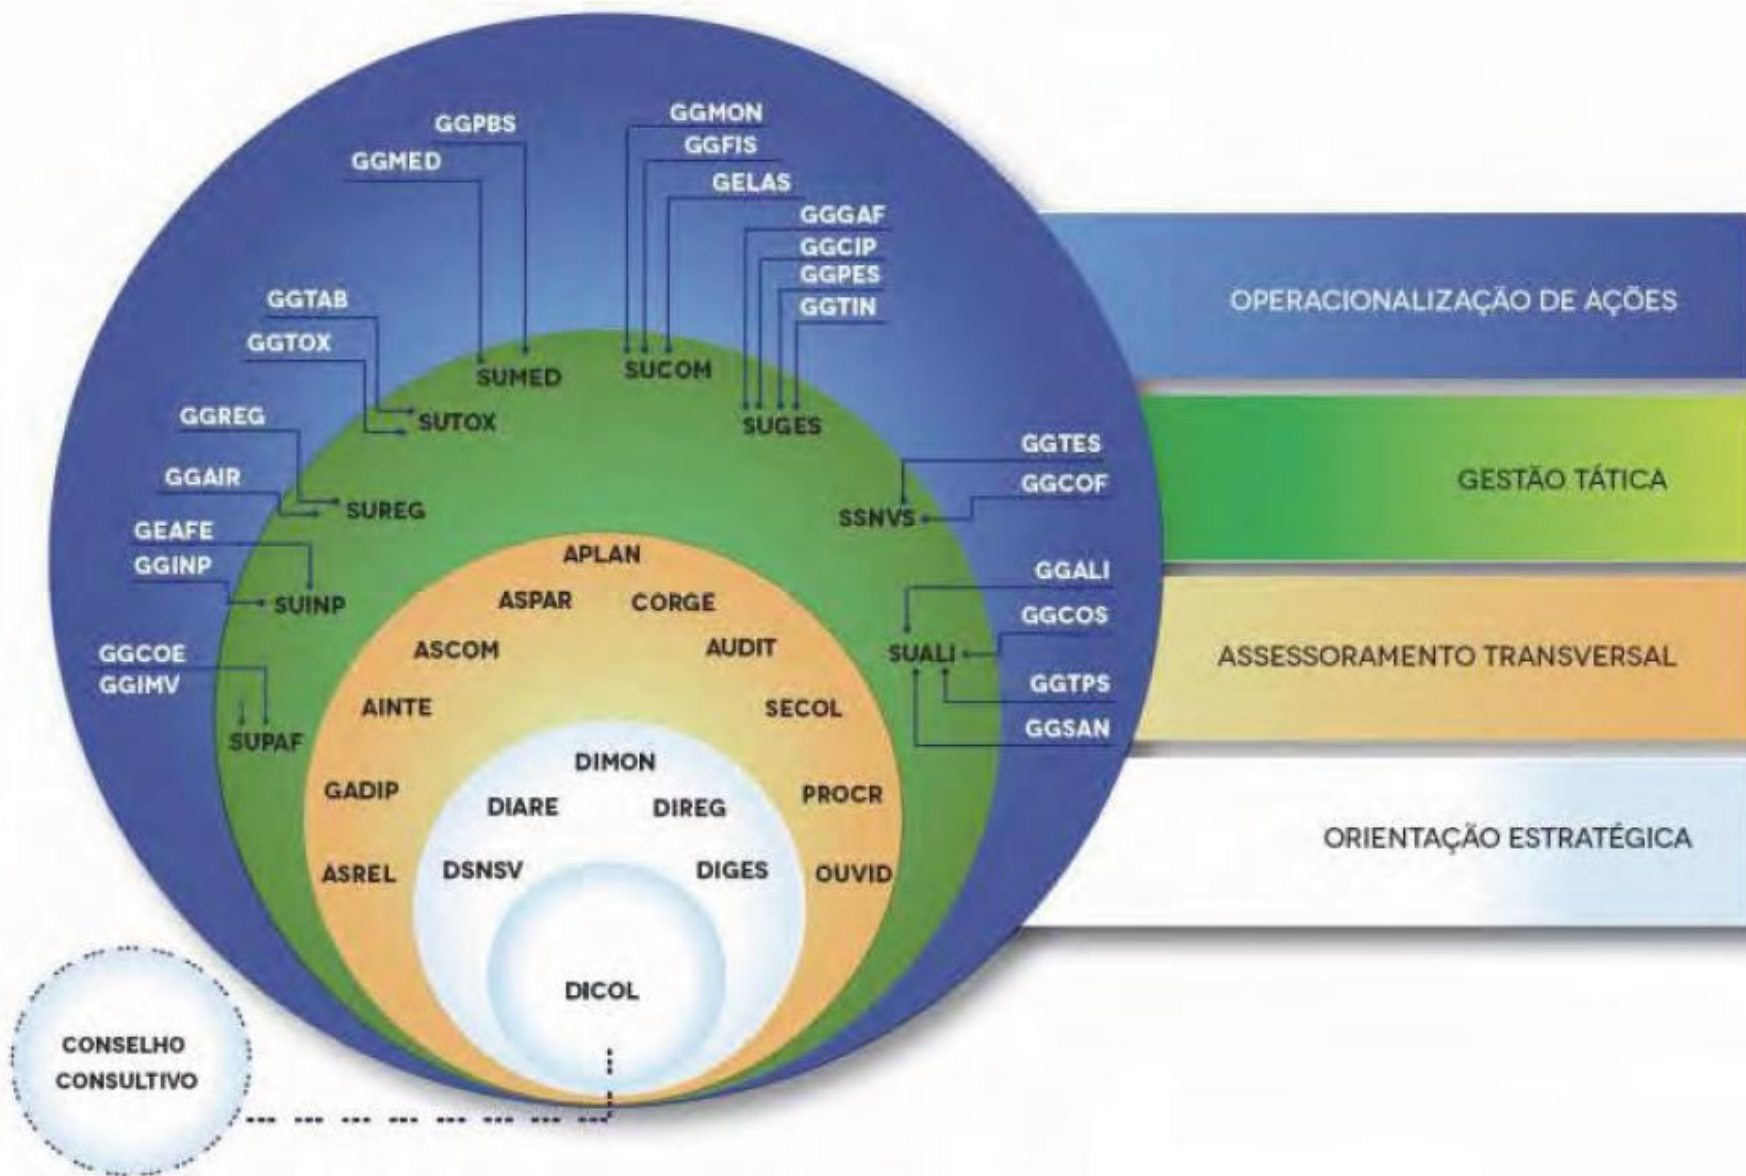 GGPBS
GGMED
GGMON
GGFIS
GELAS
GGGAF
GGCIP
GGPES
GGTIN
GGTAB
GGTOX
GGREG
GGAIR
GEAFE
GGINP
GGCOE
GGIMV
GGTES
GGCOF
GGALI
GGCOS
GGTPS
GGSAN
SUMED
SUCOM
SUTOX
SUGES
SUREG
SSNVS
SUINP
SUALI
SUPAF
APLAN
ASPAR
CORGE
ASCOM
AUDIT
AINTE
SECOL
GADIP
PROCR
ASREL
OUVID
DIMON
DIARE
DIREG
DSNSV
DIGES
DICOL
CONSELHO
CONSULTIVO
OPERACIONALIZAÇÃO DE AÇÕES
GESTÃO TÁTICA
ASSESSORAMENTO TRANSVERSAL
ORIENTAÇÃO ESTRATÉGICA